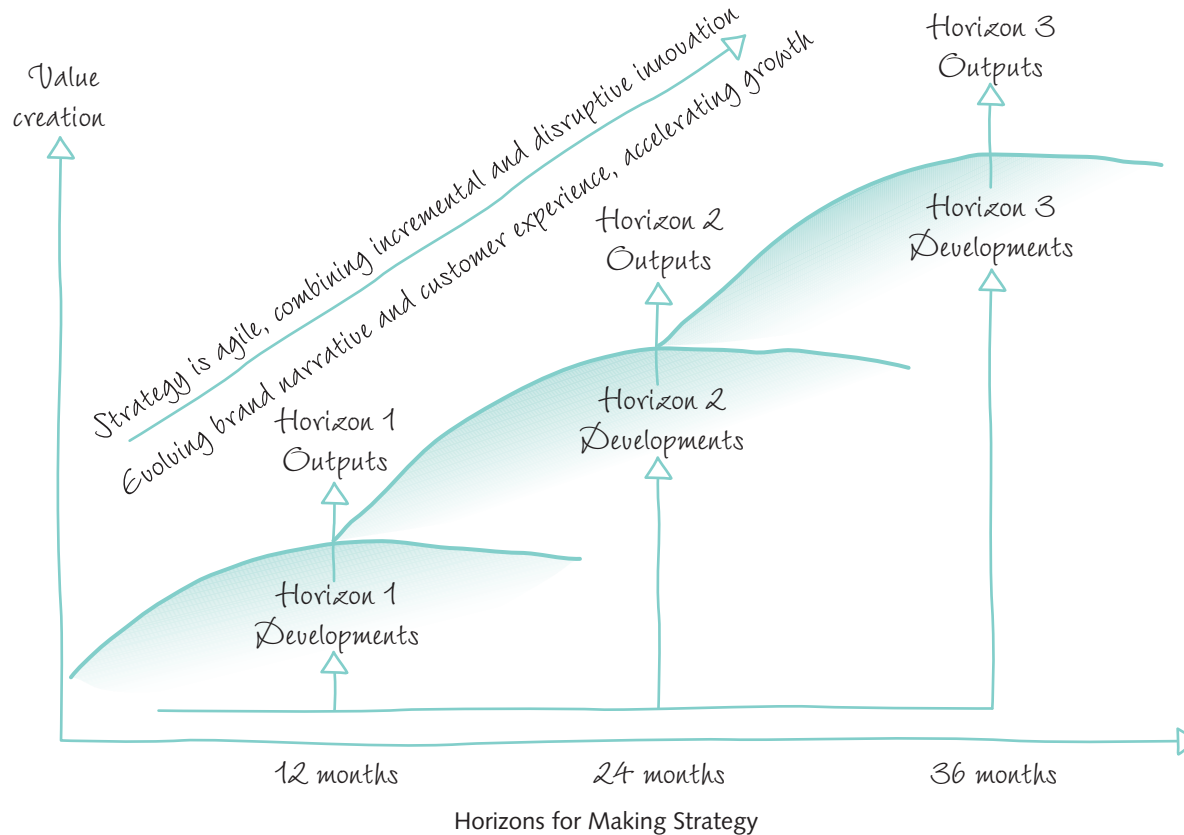 Value
creation
Strategy is agile, combining incremental and disruptive innovation
Evolving brand narrative and customer experience, accelerating growth
Horizon 3
Outputs
Horizon 3
Developments
Horizon 2
Outputs
Horizon 2
Developments
Horizon 1
Outputs
Horizon 1
Developments
12 months
24 months
36 months
Horizons for Making Strategy